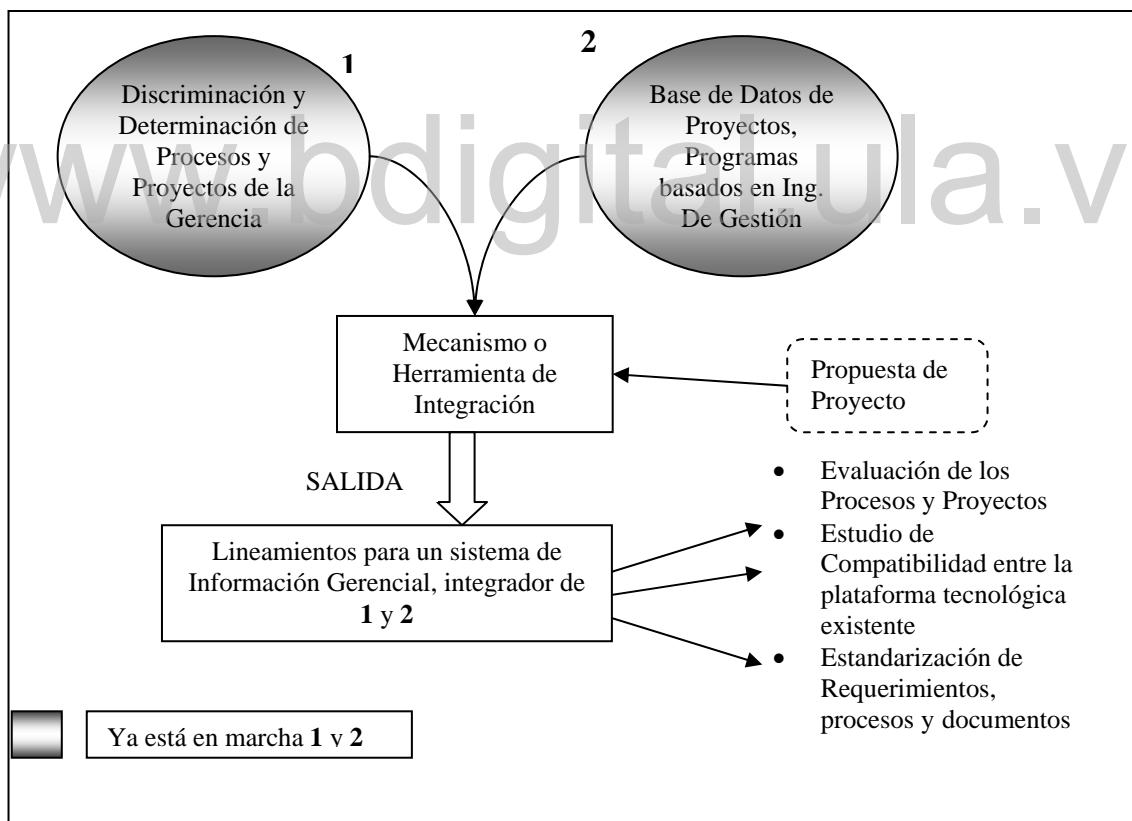 1
Discriminación y
Determinación de
Procesos y
Proyectos de la
Gerencia
2
Base de Datos de
Proyectos,
Programas
basados en Ing.
De Gestión
www.bdigital.ula.v
Mecanismo o
Herramienta de
Integración
Propuesta de
Proyecto
SALIDA
Lineamientos para un sistema de
Información Gerencial, integrador de
1 y 2
• Evaluación de los
Procesos y Proyectos
• Estudio de
Compatibilidad entre la
plataforma tecnológica
existente
• Estandarización de
Requerimientos,
procesos y documentos
Ya está en marcha 1 y 2